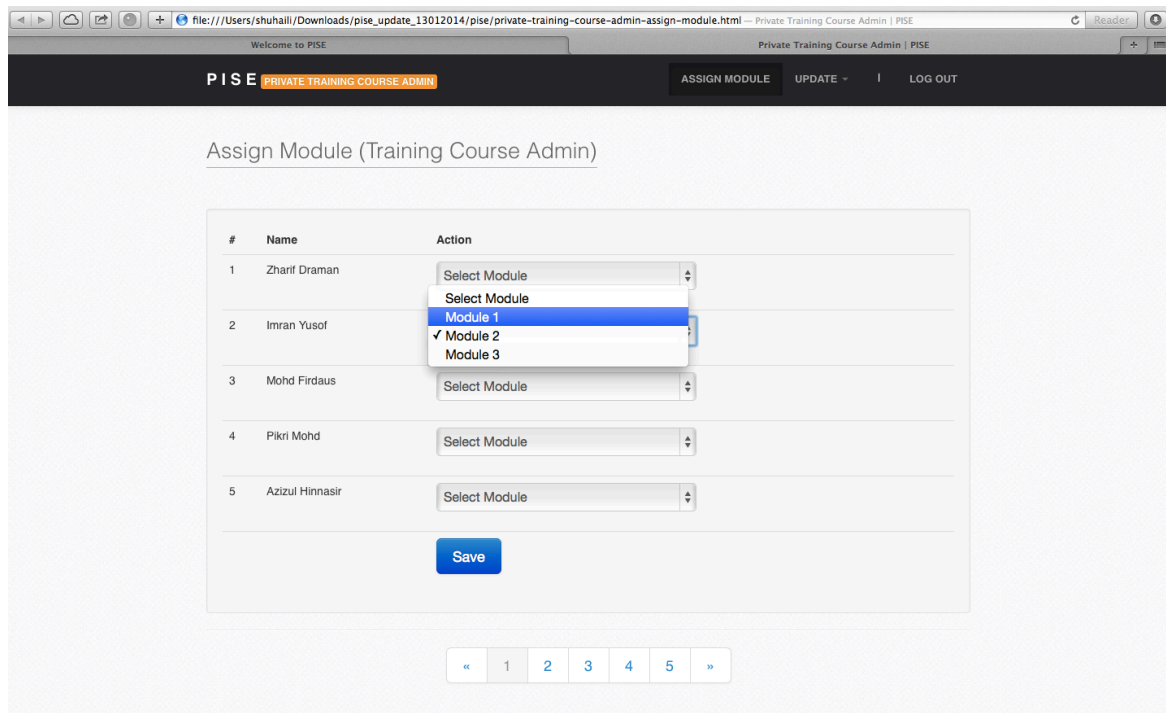 file:///Users/shuhaili/Downloads/pise_update_13012014/pise/private-training-course-admin-assign-module.html — Private Training Course Admin | PISE Reader
Welcome to PISE Private Training Course Admin | PISE
PISE PRIVATE TRAINING COURSE ADMIN ASSIGN MODULE UPDATE | LOG OUT
Assign Module (Training Course Admin)
# Name Action
1 Zharif Draman Select Module
Select Module
Module 1
2 Imran Yusof
✓ Module 2
Module 3
3 Mohd Firdaus Select Module
4 Pikri Mohd Select Module
5 Azizul Hinnasir Select Module
Save
« 1 2 3 4 5 »